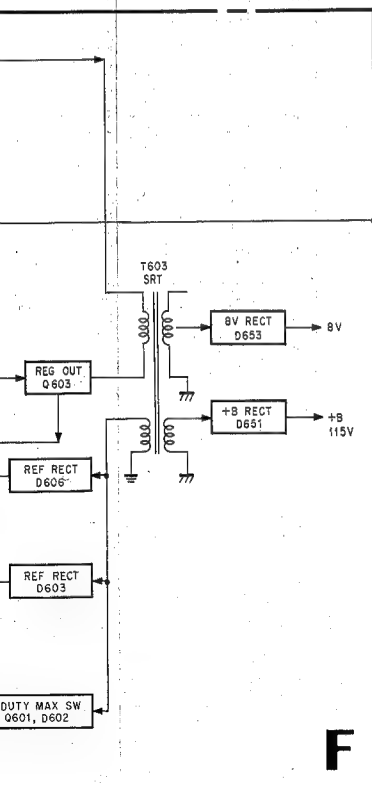 T603
SRT
8V RECT
D653
8V
REG OUT
Q603
+B RECT
D651
+B
115V
REF RECT
D606
REF RECT
D603
DUTY MAX SW
Q601, D602
F